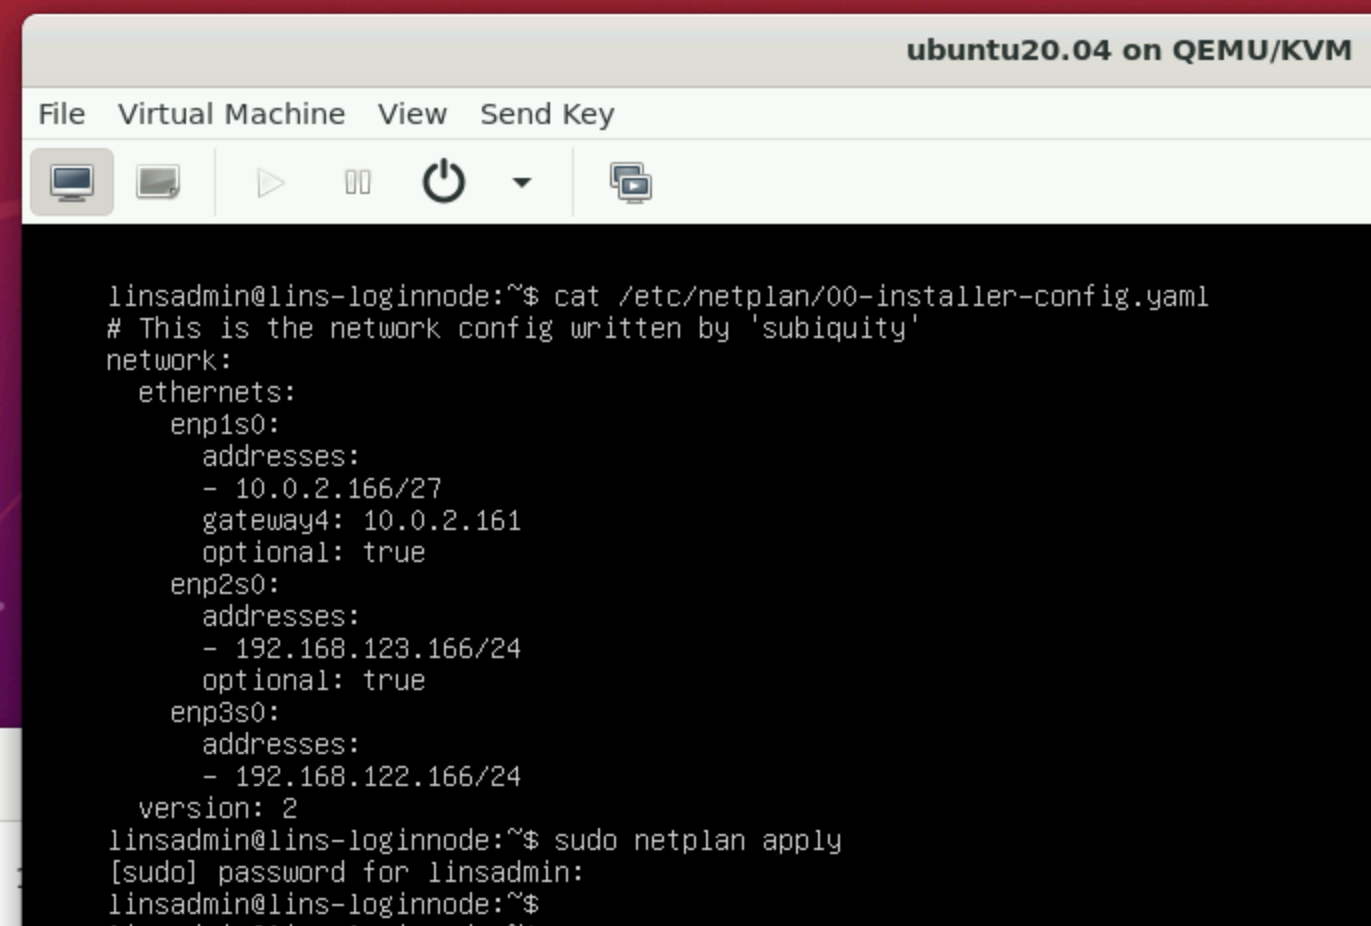 ubuntu20.04 on QEMU/KVM
File Virtual Machine View Send Key
linsadmin@lins-loginnode:~$ cat /etc/netplan/00-installer-config.yaml
# This is the network config written by 'subiquity'
network:
  ethernets:
    enp1s0:
      addresses:
      - 10.0.2.166/27
      gateway4: 10.0.2.161
      optional: true
    enp2s0:
      addresses:
      - 192.168.123.166/24
      optional: true
    enp3s0:
      addresses:
      - 192.168.122.166/24
  version: 2
linsadmin@lins-loginnode:~$ sudo netplan apply
[sudo] password for linsadmin:
linsadmin@lins-loginnode:~$